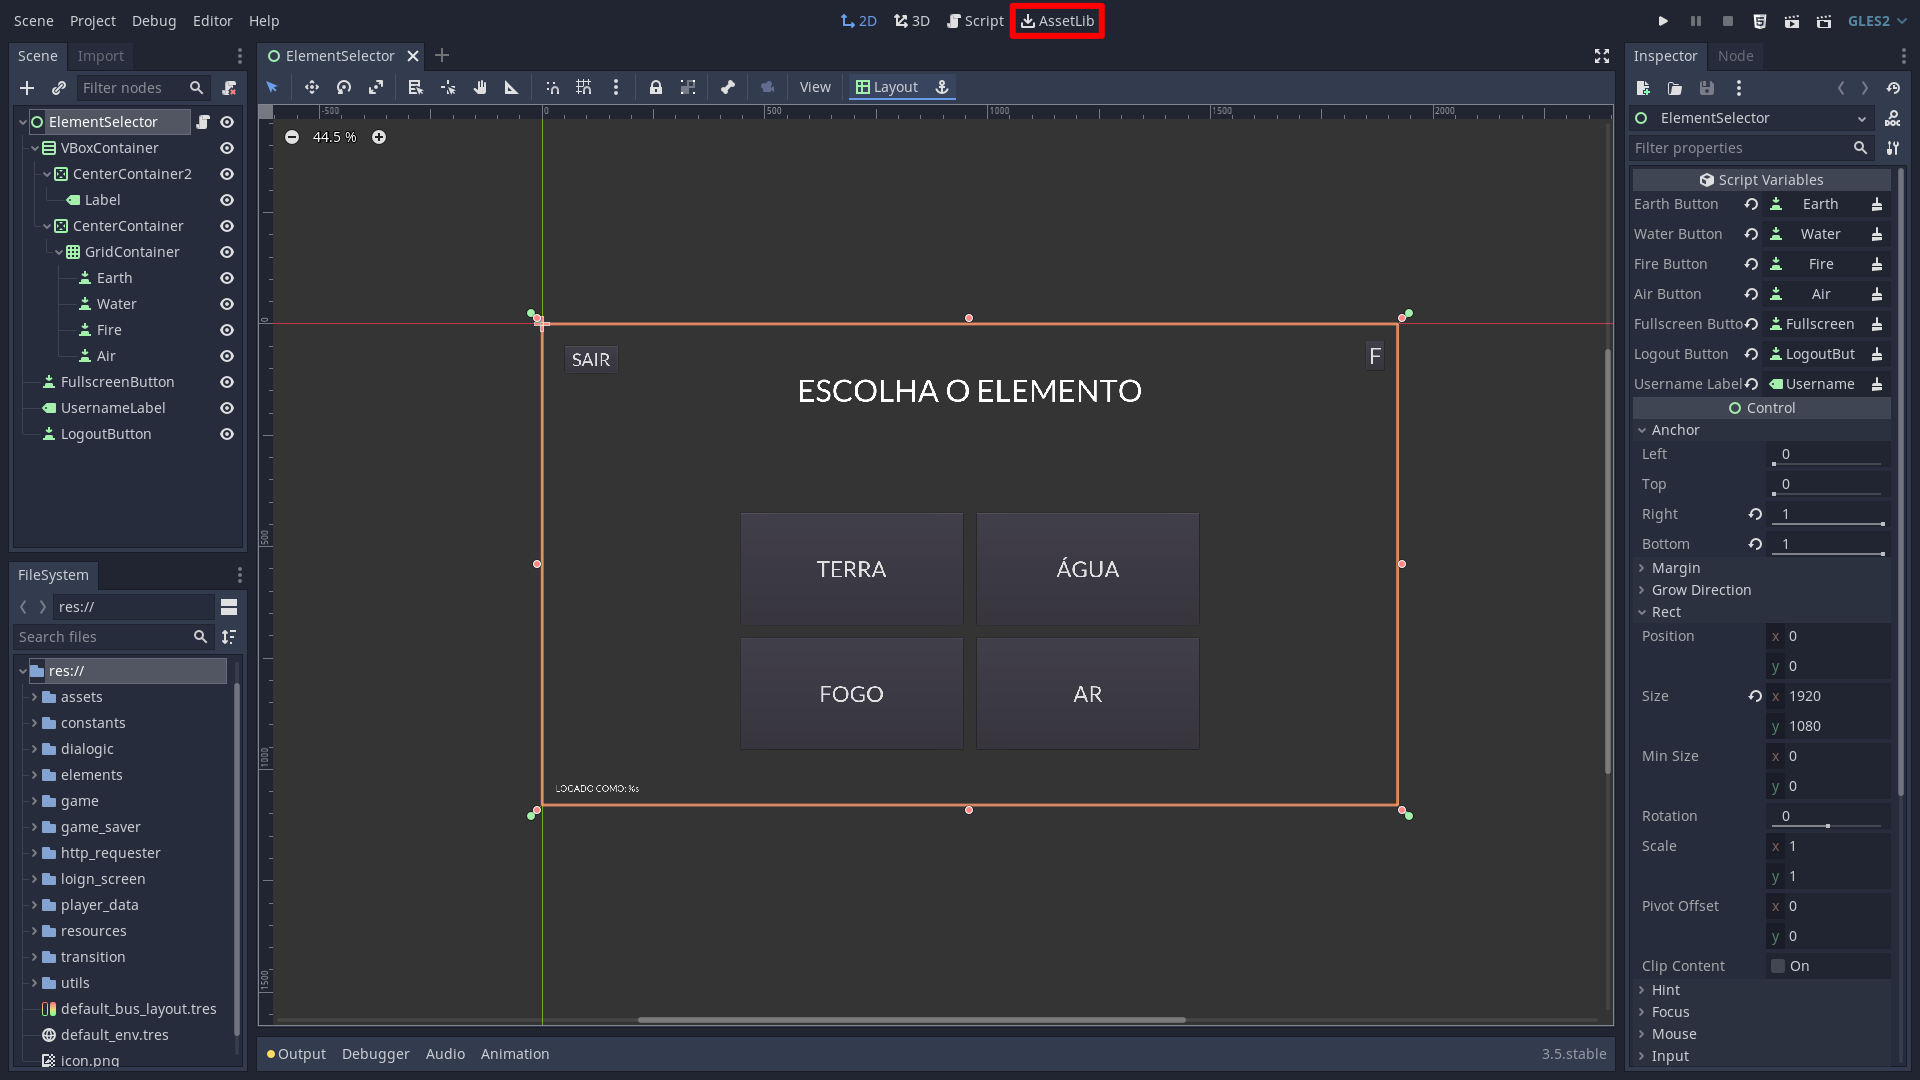 Scene Project Debug Editor Help
2D 3D Script AssetLib
GLES2
Scene Import
Filter nodes
ElementSelector
VBoxContainer
CenterContainer2
Label
CenterContainer
GridContainer
Earth
Water
Fire
Air
FullscreenButton
UsernameLabel
LogoutButton
FileSystem
res://
Search files
res://
assets
constants
dialogic
elements
game
game_saver
http_requester
loign_screen
player_data
resources
transition
utils
default_bus_layout.tres
default_env.tres
icon.png
ElementSelector
View Layout
-500 0 500 1000 1500 2000
44.5 %
0
500
1000
1500
SAIR
F
ESCOLHA O ELEMENTO
TERRA ÁGUA
FOGO AR
LOGADO COMO: %s
Output Debugger Audio Animation
3.5.stable
Inspector Node
ElementSelector
Filter properties
Script Variables
Earth Button Earth
Water Button Water
Fire Button Fire
Air Button Air
Fullscreen Butto Fullscreen
Logout Button LogoutBut
Username Label Username
Control
Anchor
Left 0
Top 0
Right 1
Bottom 1
Margin
Grow Direction
Rect
Position x 0
y 0
Size x 1920
y 1080
Min Size x 0
y 0
Rotation 0
Scale x 1
y 1
Pivot Offset x 0
y 0
Clip Content On
Hint
Focus
Mouse
Input